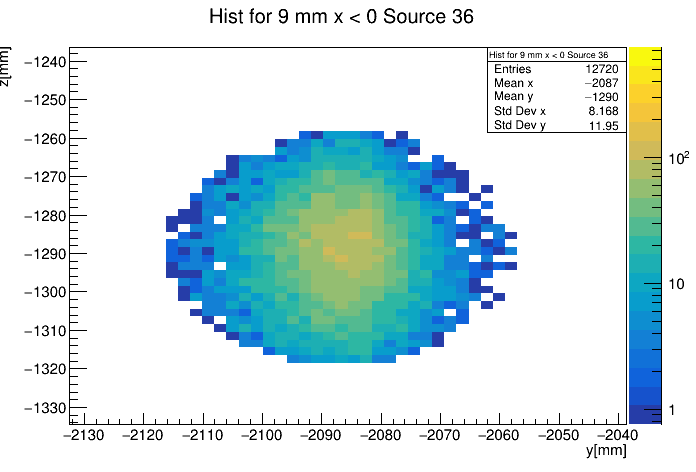 Hist for 9 mm x < 0 Source 36
z[mm]
Hist for 9 mm x < 0 Source 36
Entries 12720
Mean x −2087
Mean y −1290
Std Dev x 8.168
Std Dev y 11.95
−1240
−1250
−1260
−1270
−1280
−1290
−1300
−1310
−1320
−1330
10²
10
1
−2130 −2120 −2110 −2100 −2090 −2080 −2070 −2060 −2050 −2040
y[mm]